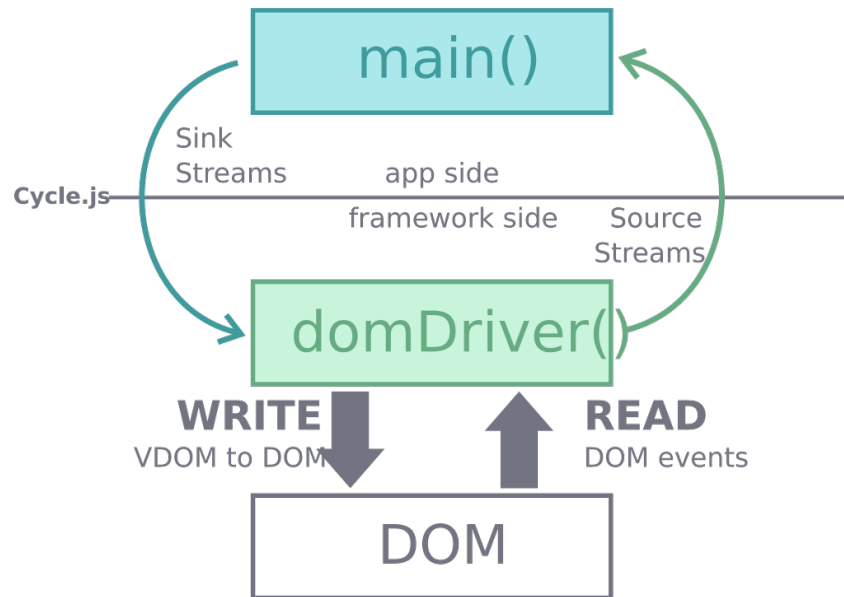 main()
Sink
Streams
app side
Cycle.js
framework side
Source
Streams
domDriver()
WRITE
VDOM to DOM
READ
DOM events
DOM